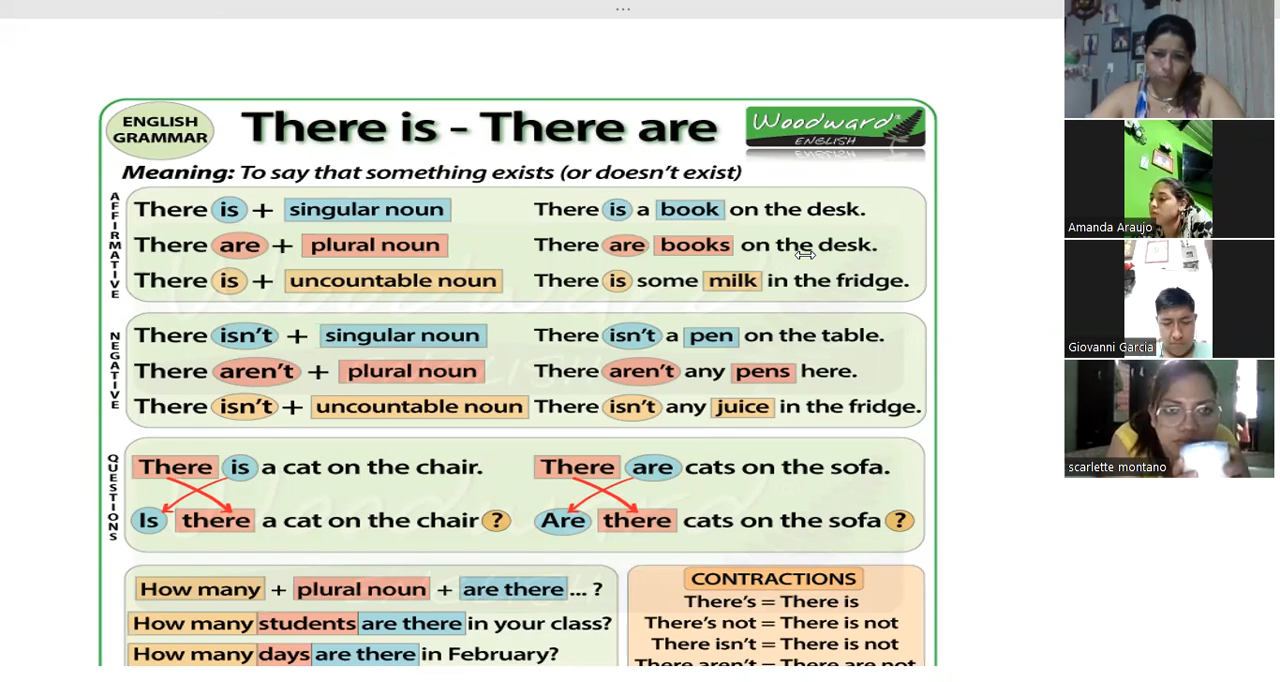 ...
ENGLISH
GRAMMAR
There is - There are
Woodward®
ENGLISH
Meaning: To say that something exists (or doesn't exist)
AFFIRMATIVE
There is + singular noun There is a book on the desk.
There are + plural noun There are books on the desk.
There is + uncountable noun There is some milk in the fridge.
NEGATIVE
There isn't + singular noun There isn't a pen on the table.
There aren't + plural noun There aren't any pens here.
There isn't + uncountable noun There isn't any juice in the fridge.
QUESTIONS
There is a cat on the chair. There are cats on the sofa.
Is there a cat on the chair ? Are there cats on the sofa ?
How many + plural noun + are there ... ?
How many students are there in your class?
How many days are there in February?
CONTRACTIONS
There's = There is
There's not = There is not
There isn't = There is not
There aren't = There are not
Amanda Araujo
Giovanni Garcia
scarlette montano